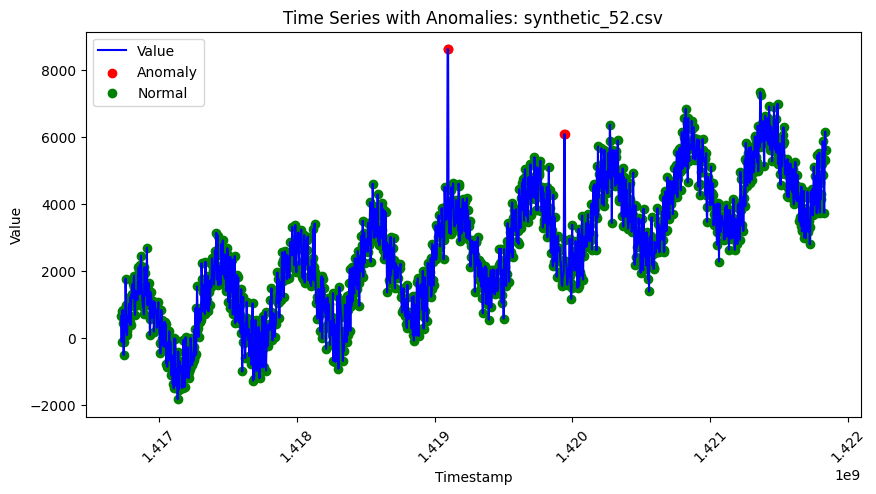 Time Series with Anomalies: synthetic_52.csv
Value
Anomaly
Normal
8000
6000
4000
2000
0
−2000
Value
1.417
1.418
1.419
1.420
1.421
1.422
1e9
Timestamp